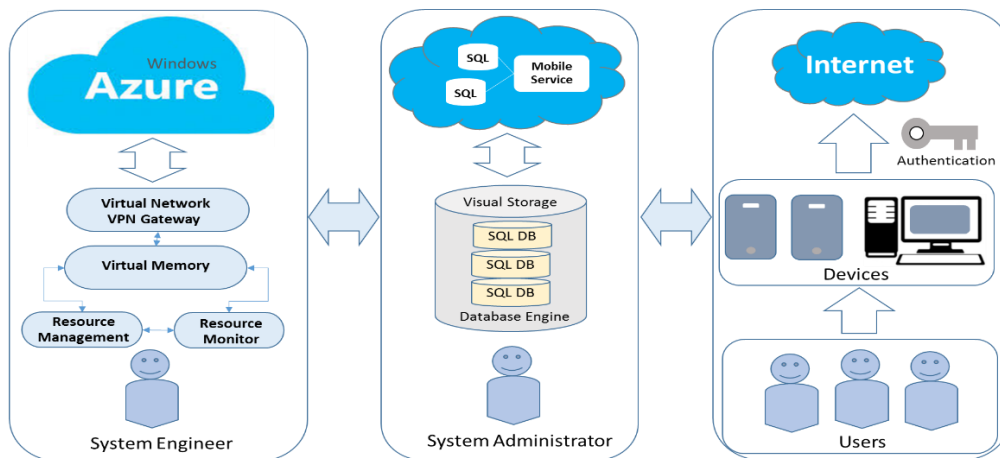 Windows
Azure
Virtual Network
VPN Gateway
Virtual Memory
Resource
Management
Resource
Monitor
System Engineer
SQL
SQL
Mobile
Service
Visual Storage
SQL DB
SQL DB
SQL DB
Database Engine
System Administrator
Internet
Authentication
Devices
Users